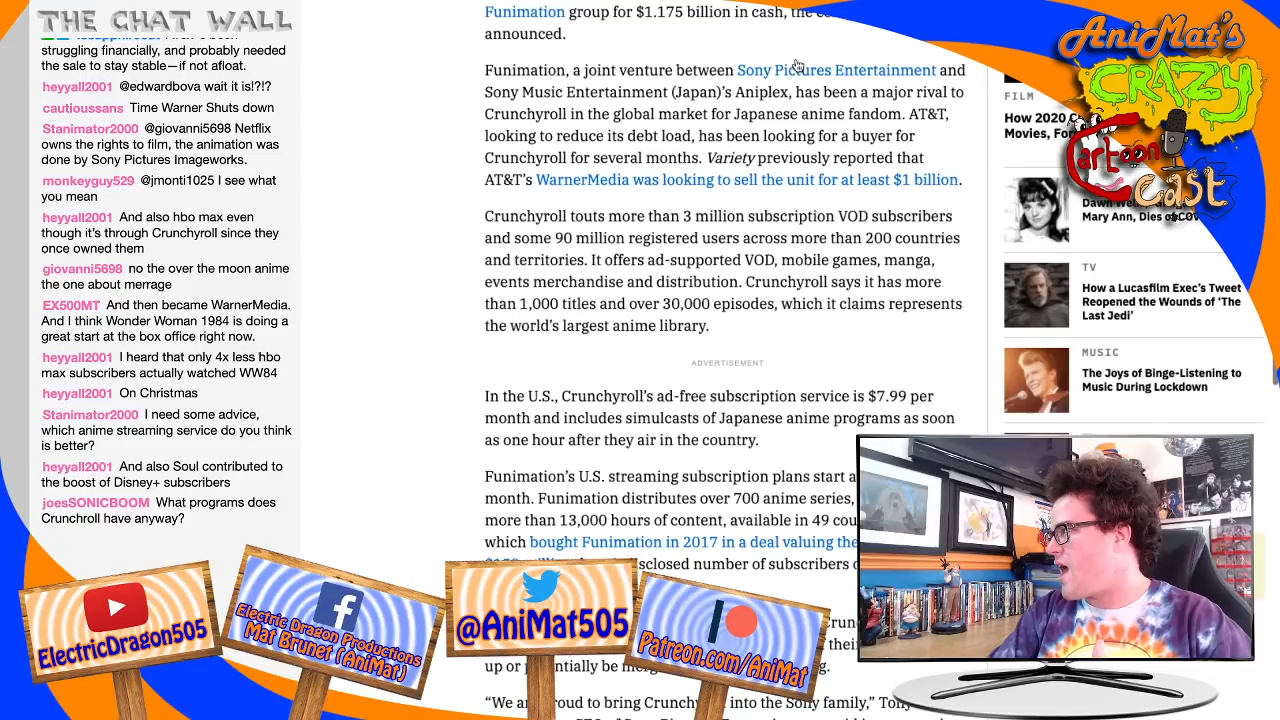 THE CHAT WALL
struggling financially, and probably needed
the sale to stay stable—if not afloat.
heyyall2001 @edwardbova wait it is!?!?
cautioussans Time Warner Shuts down
Stanimator2000 @giovanni5698 Netflix
owns the rights to film, the animation was
done by Sony Pictures Imageworks.
monkeyguy529 @jmonti1025 I see what
you mean
heyyall2001 And also hbo max even
though it's through Crunchyroll since they
once owned them
giovanni5698 no the over the moon anime
the one about merrage
EX500MT And then became WarnerMedia.
And I think Wonder Woman 1984 is doing a
great start at the box office right now.
heyyall2001 I heard that only 4x less hbo
max subscribers actually watched WW84
heyyall2001 On Christmas
Stanimator2000 I need some advice,
which anime streaming service do you think
is better?
heyyall2001 And also Soul contributed to
the boost of Disney+ subscribers
joesSONICBOOM What programs does
Crunchroll have anyway?
Funimation group for $1.175 billion in cash, the
announced.
Funimation, a joint venture between Sony Pictures Entertainment and
Sony Music Entertainment (Japan)'s Aniplex, has been a major rival to
Crunchyroll in the global market for Japanese anime fandom. AT&T,
looking to reduce its debt load, has been looking for a buyer for
Crunchyroll for several months. Variety previously reported that
AT&T's WarnerMedia was looking to sell the unit for at least $1 billion.
Crunchyroll touts more than 3 million subscription VOD subscribers
and some 90 million registered users across more than 200 countries
and territories. It offers ad-supported VOD, mobile games, manga,
events merchandise and distribution. Crunchyroll says it has more
than 1,000 titles and over 30,000 episodes, which it claims represents
the world's largest anime library.
ADVERTISEMENT
In the U.S., Crunchyroll's ad-free subscription service is $7.99 per
month and includes simulcasts of Japanese anime programs as soon
as one hour after they air in the country.
Funimation's U.S. streaming subscription plans start a
month. Funimation distributes over 700 anime series,
more than 13,000 hours of content, available in 49 cou
which bought Funimation in 2017 in a deal valuing the
sclosed number of subscribers
up or
"We are proud to bring Crunchy into the Sony family," Tony
AniMat's
CRAZY
Cartoon
Cast
FILM
How 2020
Movies, For
Dawn
Mary Ann, Dies of COV
TV
How a Lucasfilm Exec's Tweet
Reopened the Wounds of 'The
Last Jedi'
MUSIC
The Joys of Binge-Listening to
Music During Lockdown
ElectricDragon505
Electric Dragon Productions
Mat Brunet (AniMat)
@AniMat505
Patreon.com/AniMat